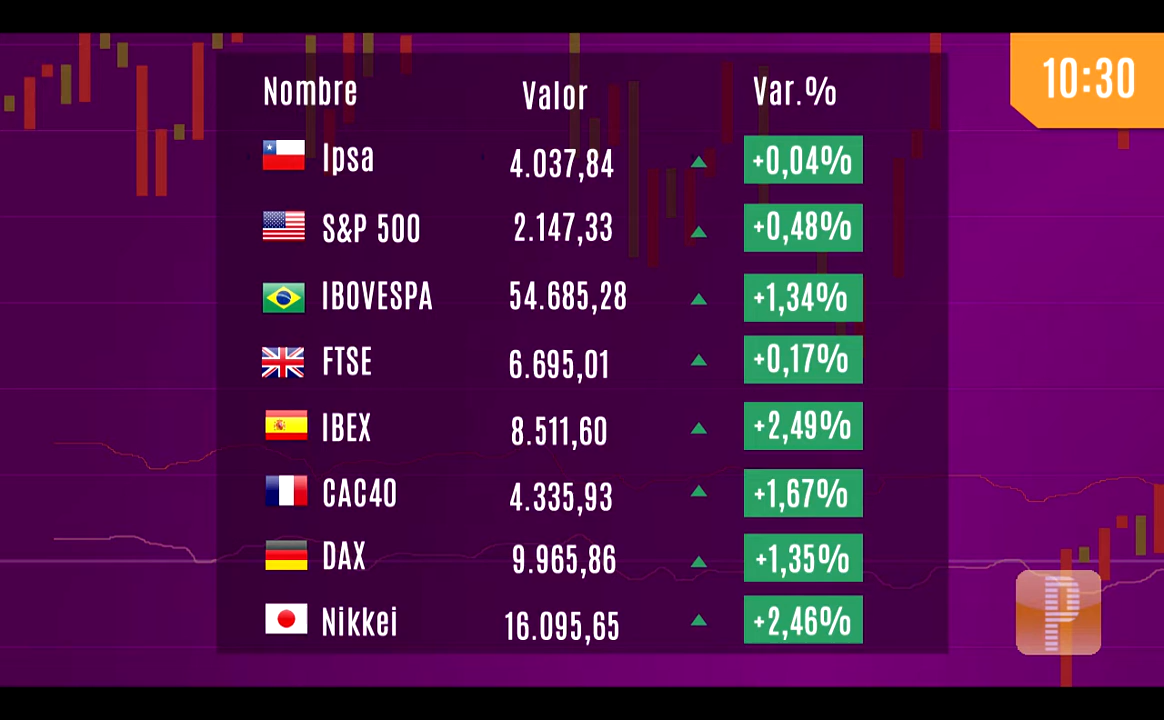 Nombre Valor Var.%
10:30
Ipsa 4.037,84 +0,04%
S&P 500 2.147,33 +0,48%
IBOVESPA 54.685,28 +1,34%
FTSE 6.695,01 +0,17%
IBEX 8.511,60 +2,49%
CAC40 4.335,93 +1,67%
DAX 9.965,86 +1,35%
Nikkei 16.095,65 +2,46%
P